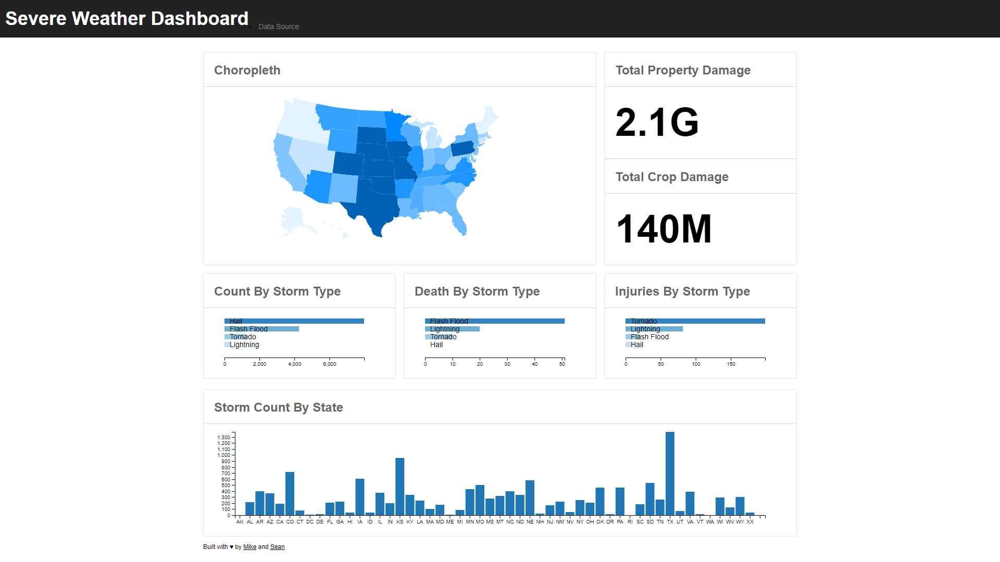 Severe Weather Dashboard
Data Source
Choropleth
Total Property Damage
2.1G
Total Crop Damage
140M
Count By Storm Type
Hail
Flash Flood
Tornado
Lightning
0 2,000 4,000 6,000
Death By Storm Type
Flash Flood
Lightning
Tornado
Hail
0 10 20 30 40 50
Injuries By Storm Type
Tornado
Lightning
Flash Flood
Hail
0 50 100 150
Storm Count By State
1,300
1,200
1,100
1,000
900
800
700
600
500
400
300
200
100
0
AK AL AR AZ CA CO CT DC DE FL GA HI IA ID IL IN KS KY LA MA MD ME MI MN MO MS MT NC ND NE NH NJ NM NV NY OH OK OR PA RI SC SD TN TX UT VA VT WA WI WV WY XX
Built with ♥ by Mike and Sean